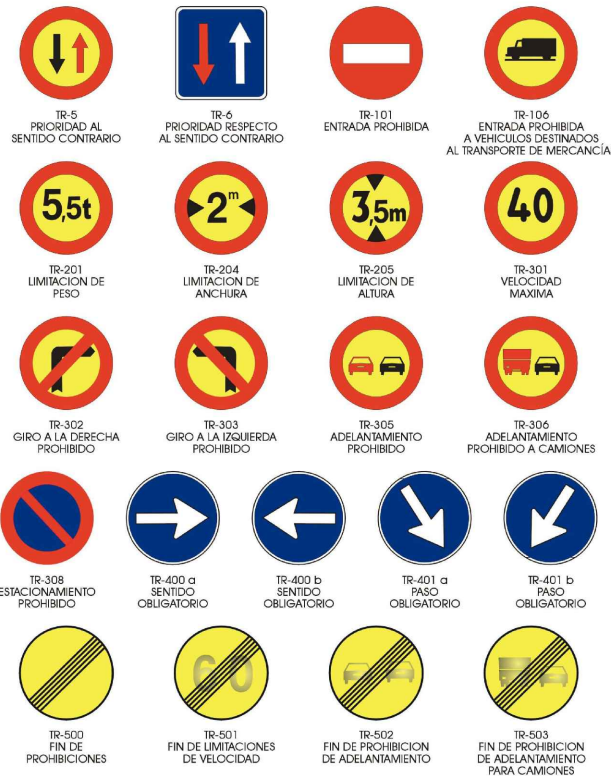 TR-5
PRIORIDAD AL
SENTIDO CONTRARIO
TR-6
PRIORIDAD RESPECTO
AL SENTIDO CONTRARIO
TR-101
ENTRADA PROHIBIDA
TR-106
ENTRADA PROHIBIDA
A VEHICULOS DESTINADOS
AL TRANSPORTE DE MERCANCÍA
5,5t
TR-201
LIMITACION DE
PESO
2m
TR-204
LIMITACION DE
ANCHURA
3,5m
TR-205
LIMITACION DE
ALTURA
40
TR-301
VELOCIDAD
MAXIMA
TR-302
GIRO A LA DERECHA
PROHIBIDO
TR-303
GIRO A LA IZQUIERDA
PROHIBIDO
TR-305
ADELANTAMIENTO
PROHIBIDO
TR-306
ADELANTAMIENTO
PROHIBIDO A CAMIONES
TR-308
ESTACIONAMIENTO
PROHIBIDO
TR-400 a
SENTIDO
OBLIGATORIO
TR-400 b
SENTIDO
OBLIGATORIO
TR-401 a
PASO
OBLIGATORIO
TR-401 b
PASO
OBLIGATORIO
TR-500
FIN DE
PROHIBICIONES
60
TR-501
FIN DE LIMITACIONES
DE VELOCIDAD
TR-502
FIN DE PROHIBICION
DE ADELANTAMIENTO
TR-503
FIN DE PROHIBICION
DE ADELANTAMIENTO
PARA CAMIONES